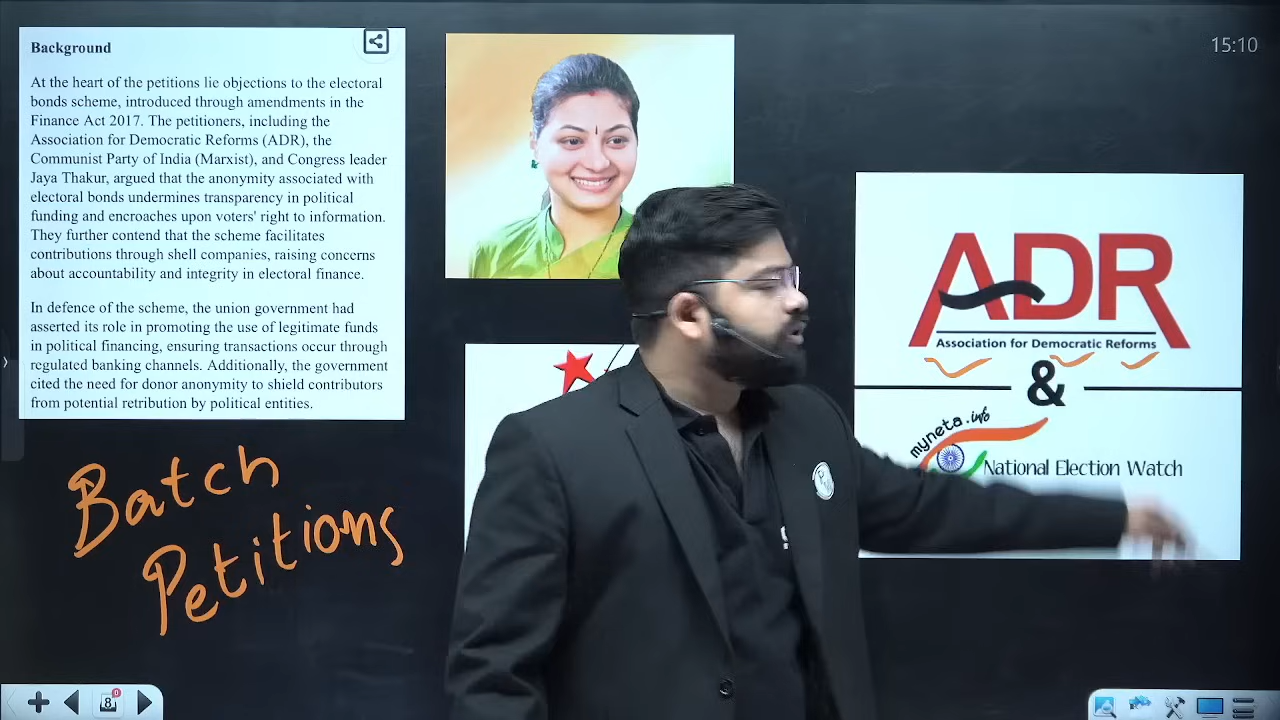 Background
At the heart of the petitions lie objections to the electoral
bonds scheme, introduced through amendments in the
Finance Act 2017. The petitioners, including the
Association for Democratic Reforms (ADR), the
Communist Party of India (Marxist), and Congress leader
Jaya Thakur, argued that the anonymity associated with
electoral bonds undermines transparency in political
funding and encroaches upon voters' right to information.
They further contend that the scheme facilitates
contributions through shell companies, raising concerns
about accountability and integrity in electoral finance.
In defence of the scheme, the union government had
asserted its role in promoting the use of legitimate funds
in political financing, ensuring transactions occur through
regulated banking channels. Additionally, the government
cited the need for donor anonymity to shield contributors
from potential retribution by political entities.
Batch
Petitions
15:10
ADR
Association for Democratic Reforms
&
myneta.info
National Election Watch
8
0